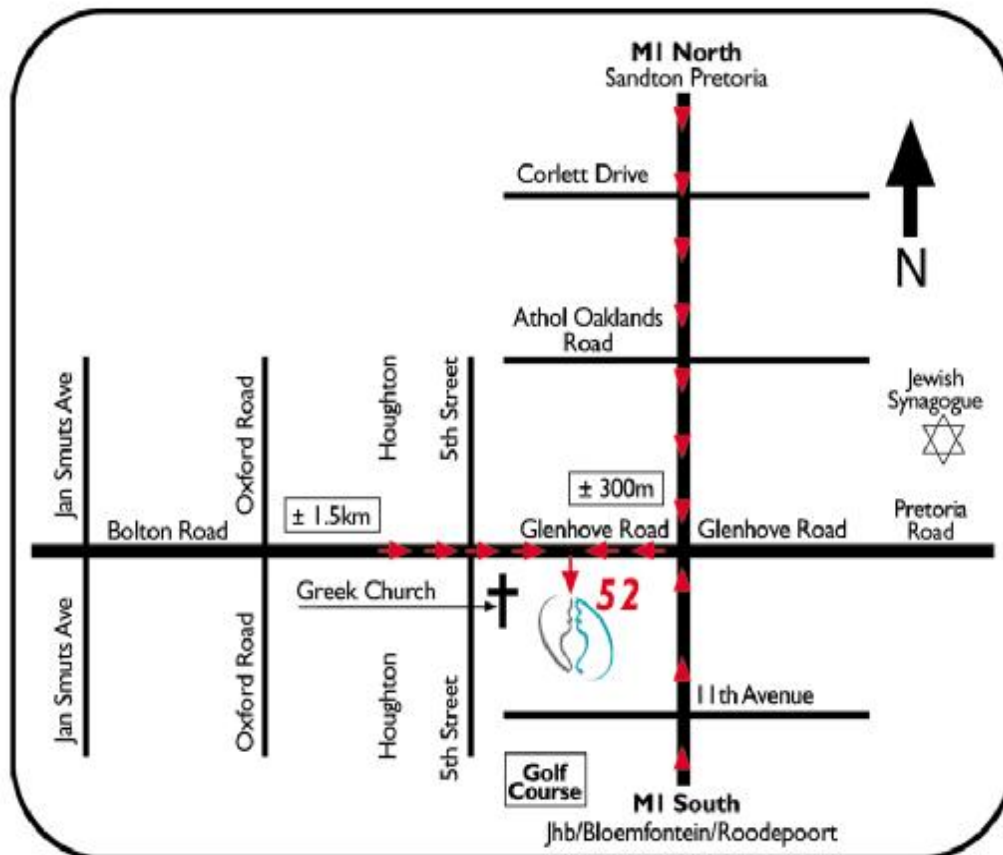 M1 North
Sandton Pretoria
Corlett Drive
N
Athol Oaklands
Road
Jewish
Synagogue
Jan Smuts Ave
Oxford Road
Houghton
5th Street
± 1.5km
± 300m
Bolton Road
Glenhove Road
Glenhove Road
Pretoria
Road
Greek Church
52
Jan Smuts Ave
Oxford Road
Houghton
5th Street
11th Avenue
Golf
Course
M1 South
Jhb/Bloemfontein/Roodepoort